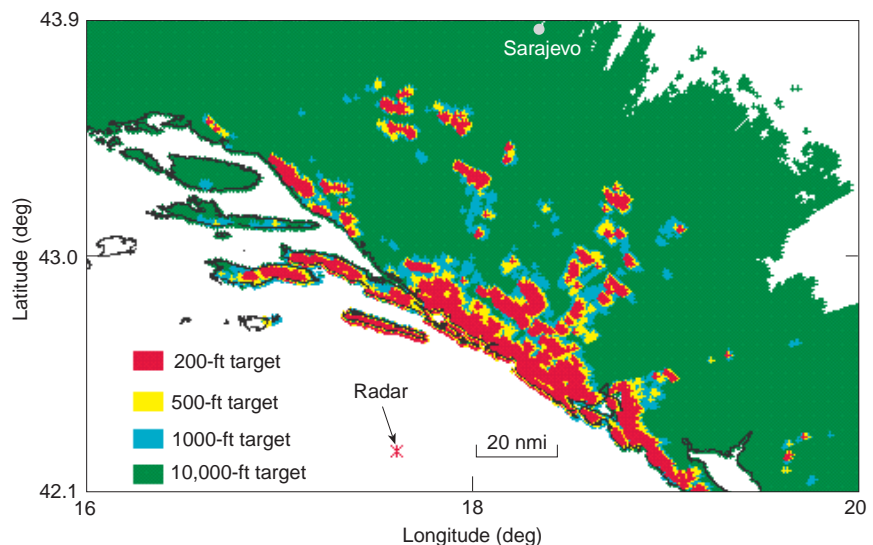 43.9
Sarajevo
Latitude (deg)
43.0
200-ft target
500-ft target
1000-ft target
10,000-ft target
Radar
20 nmi
42.1
16
18
20
Longitude (deg)